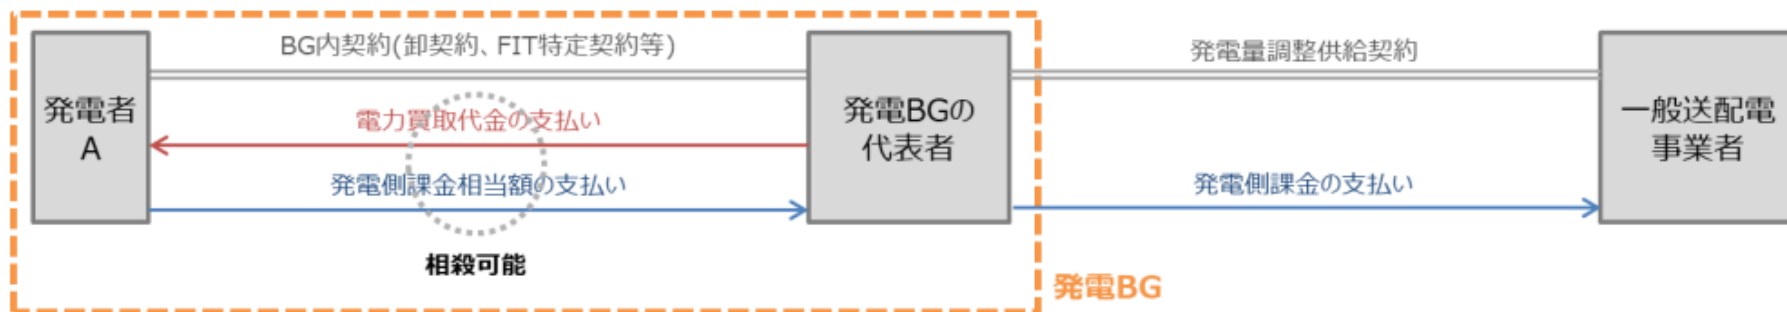 BG内契約(卸契約、FIT特定契約等)
発電量調整供給契約
発電者
A
電力買取代金の支払い
発電BGの
代表者
一般送配電
事業者
発電側課金相当額の支払い
発電側課金の支払い
相殺可能
発電BG